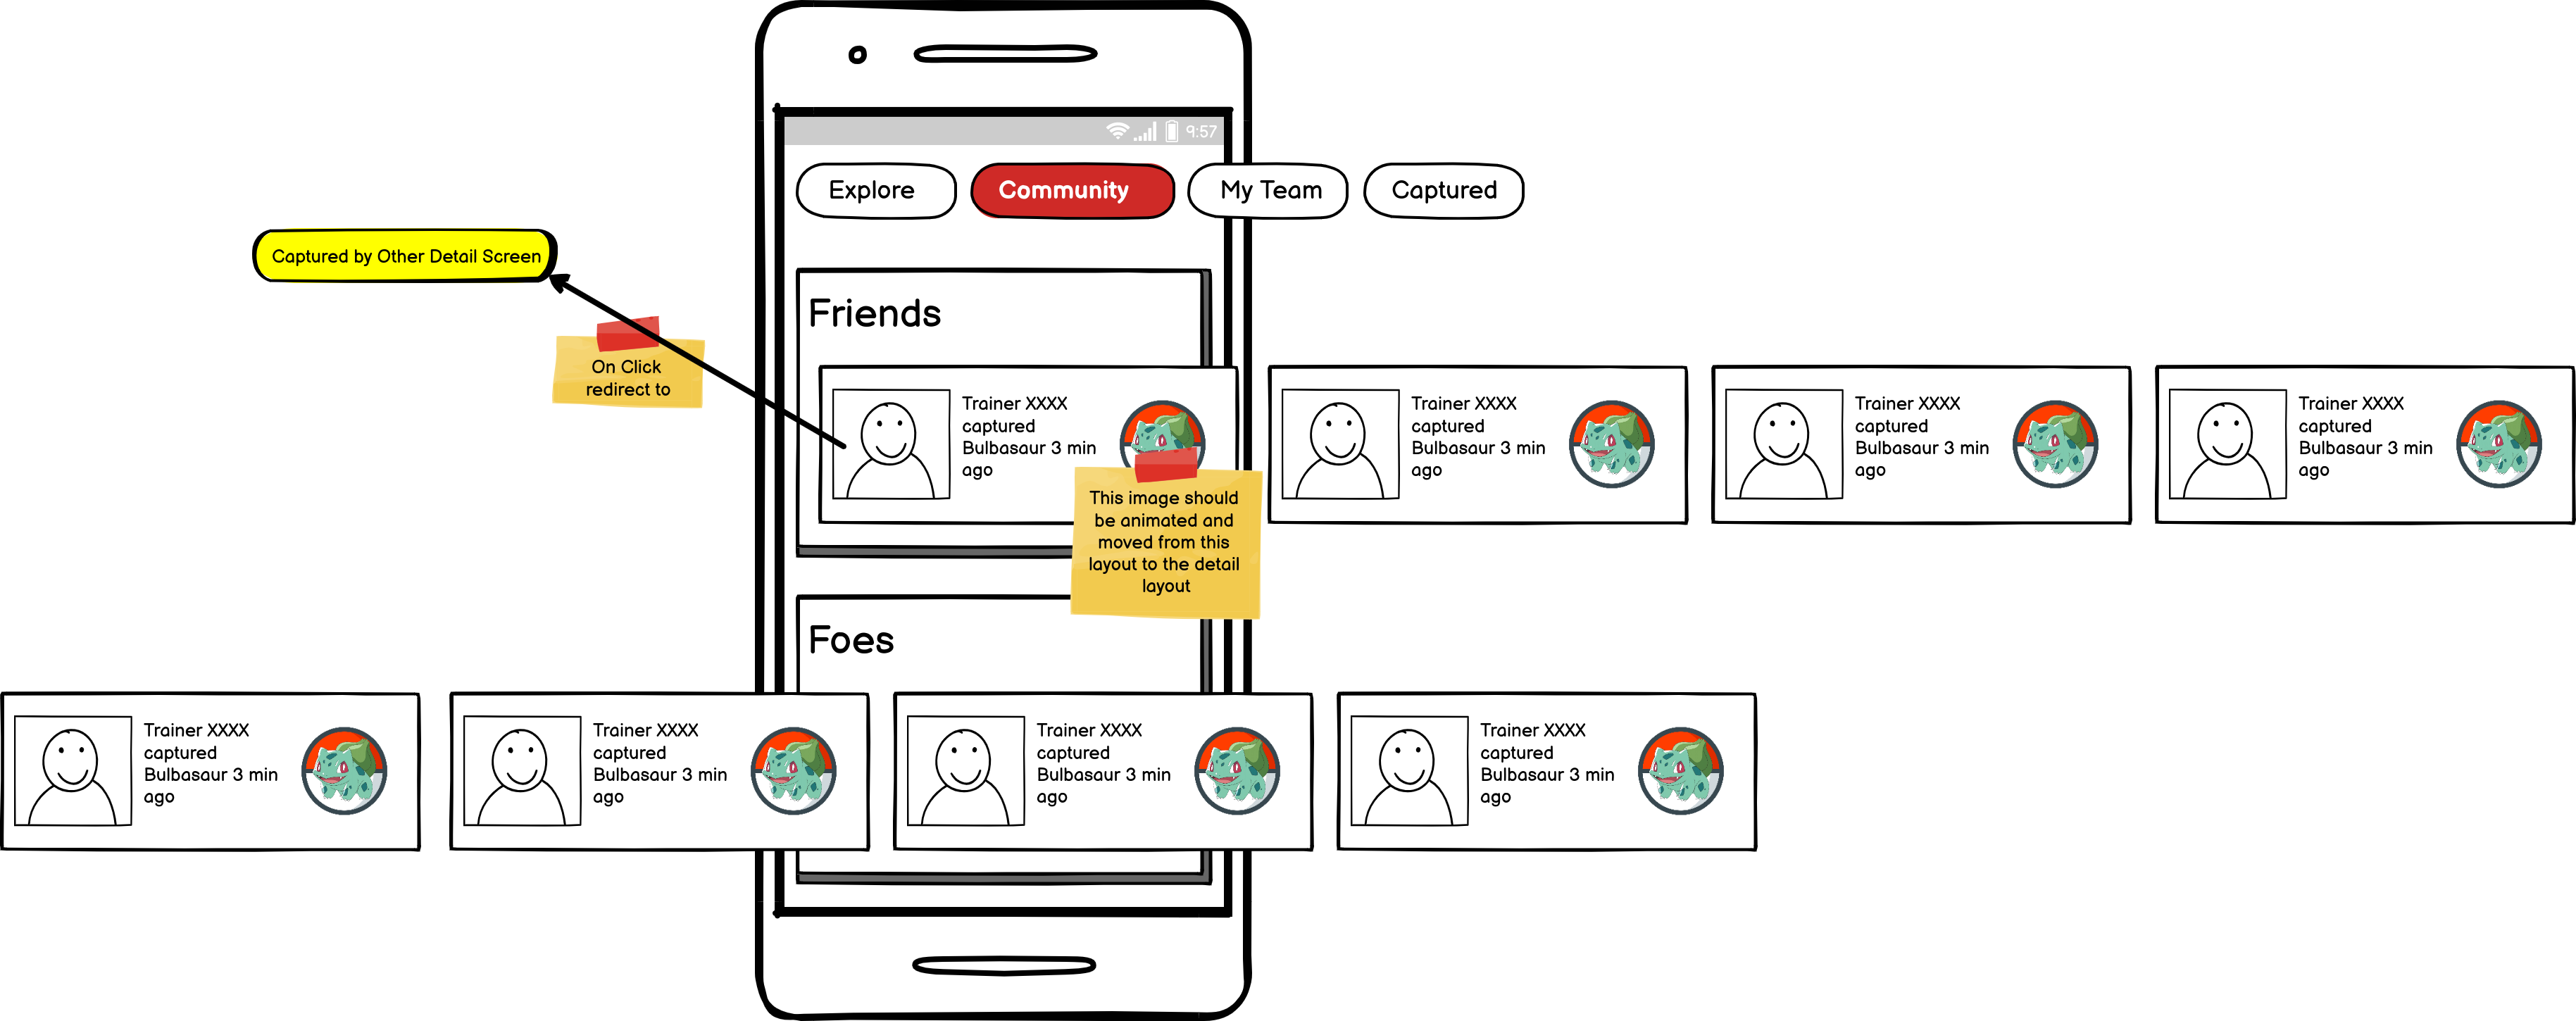 9:57
Explore
Community
My Team
Captured
Captured by Other Detail Screen
On Click
redirect to
Friends
Trainer XXXX
captured
Bulbasaur 3 min
ago
Trainer XXXX
captured
Bulbasaur 3 min
ago
Trainer XXXX
captured
Bulbasaur 3 min
ago
Trainer XXXX
captured
Bulbasaur 3 min
ago
This image should
be animated and
moved from this
layout to the detail
layout
Foes
Trainer XXXX
captured
Bulbasaur 3 min
ago
Trainer XXXX
captured
Bulbasaur 3 min
ago
Trainer XXXX
captured
Bulbasaur 3 min
ago
Trainer XXXX
captured
Bulbasaur 3 min
ago